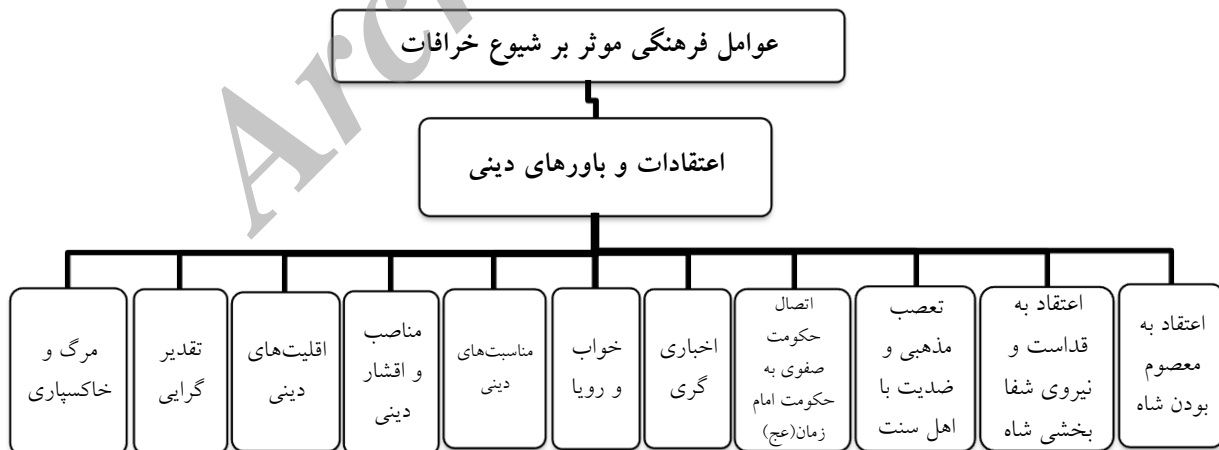 عوامل فرهنگی موثر بر شیوع خرافات
اعتقادات و باورهای دینی
اعتقاد به
معصوم
بودن شاه
اعتقاد به
قداست و
نیروی شفا
بخشی شاه
تعصب
مذهبی و
ضدیت با
اهل سنت
اتصال
حکومت
صفوی به
حکومت امام
زمان(عج)
اخباری
گری
خواب
و رویا
مناسبت‌های
دینی
مناصب
و اقشار
دینی
اقلیت‌های
دینی
تقدیر
گرایی
مرگ و
خاکسپاری